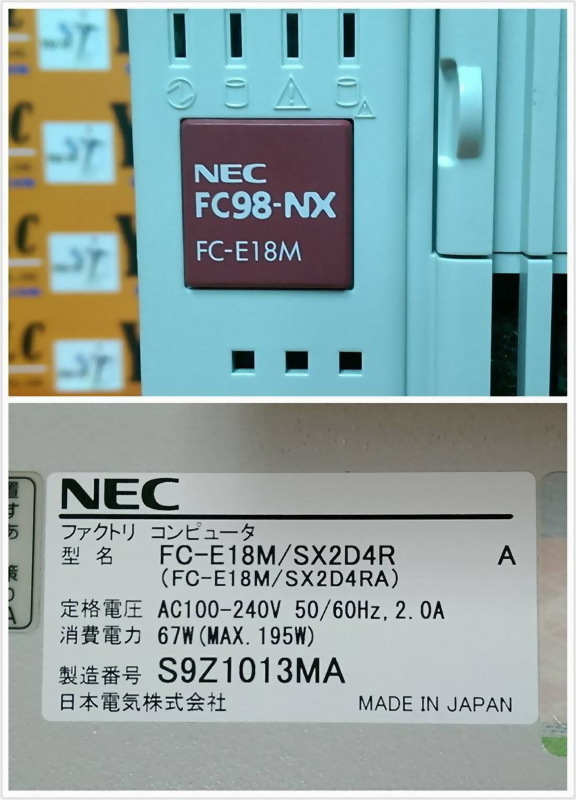 NEC
FC98-NX
FC-E18M
NEC
ファクトリ コンピュータ
型 名 FC-E18M/SX2D4R A
(FC-E18M/SX2D4RA)
定格電圧 AC100-240V 50/60Hz, 2.0A
消費電力 67W(MAX. 195W)
製造番号 S9Z1013MA
日本電気株式会社 MADE IN JAPAN